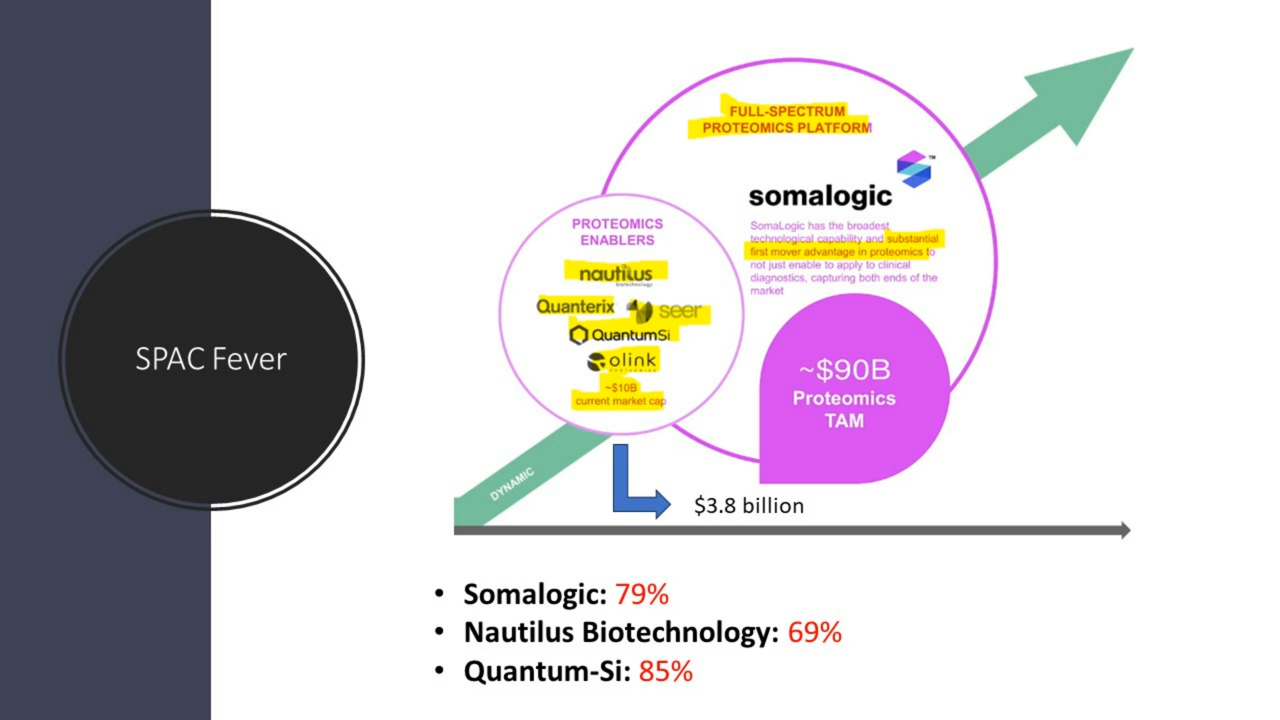 SPAC Fever
FULL-SPECTRUM
PROTEOMICS PLATFORM
TM
somalogic
SomaLogic has the broadest
technological capability and substantial
first mover advantage in proteomics to
not just enable to apply to clinical
diagnostics, capturing both ends of the
market
PROTEOMICS
ENABLERS
nautilus
biotechnology
Quanterix
seer
QuantumSi
olink
PROTEOMICS
~$10B
current market cap
~$90B
Proteomics
TAM
DYNAMIC
$3.8 billion
• Somalogic: 79%
• Nautilus Biotechnology: 69%
• Quantum-Si: 85%